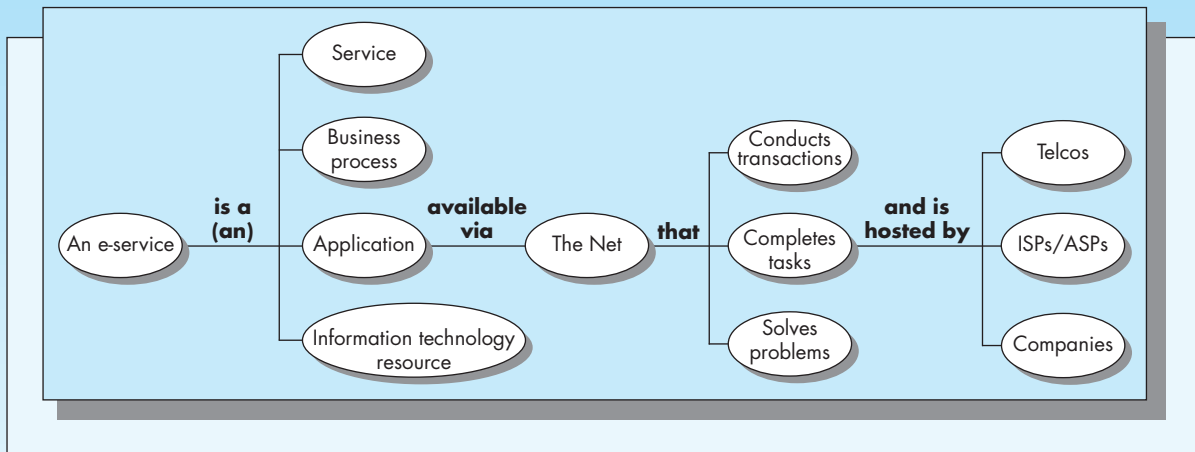 An e-service
is a
(an)
Service
Business
process
Application
Information technology
resource
available
via
The Net
that
Conducts
transactions
Completes
tasks
Solves
problems
and is
hosted by
Telcos
ISPs/ASPs
Companies